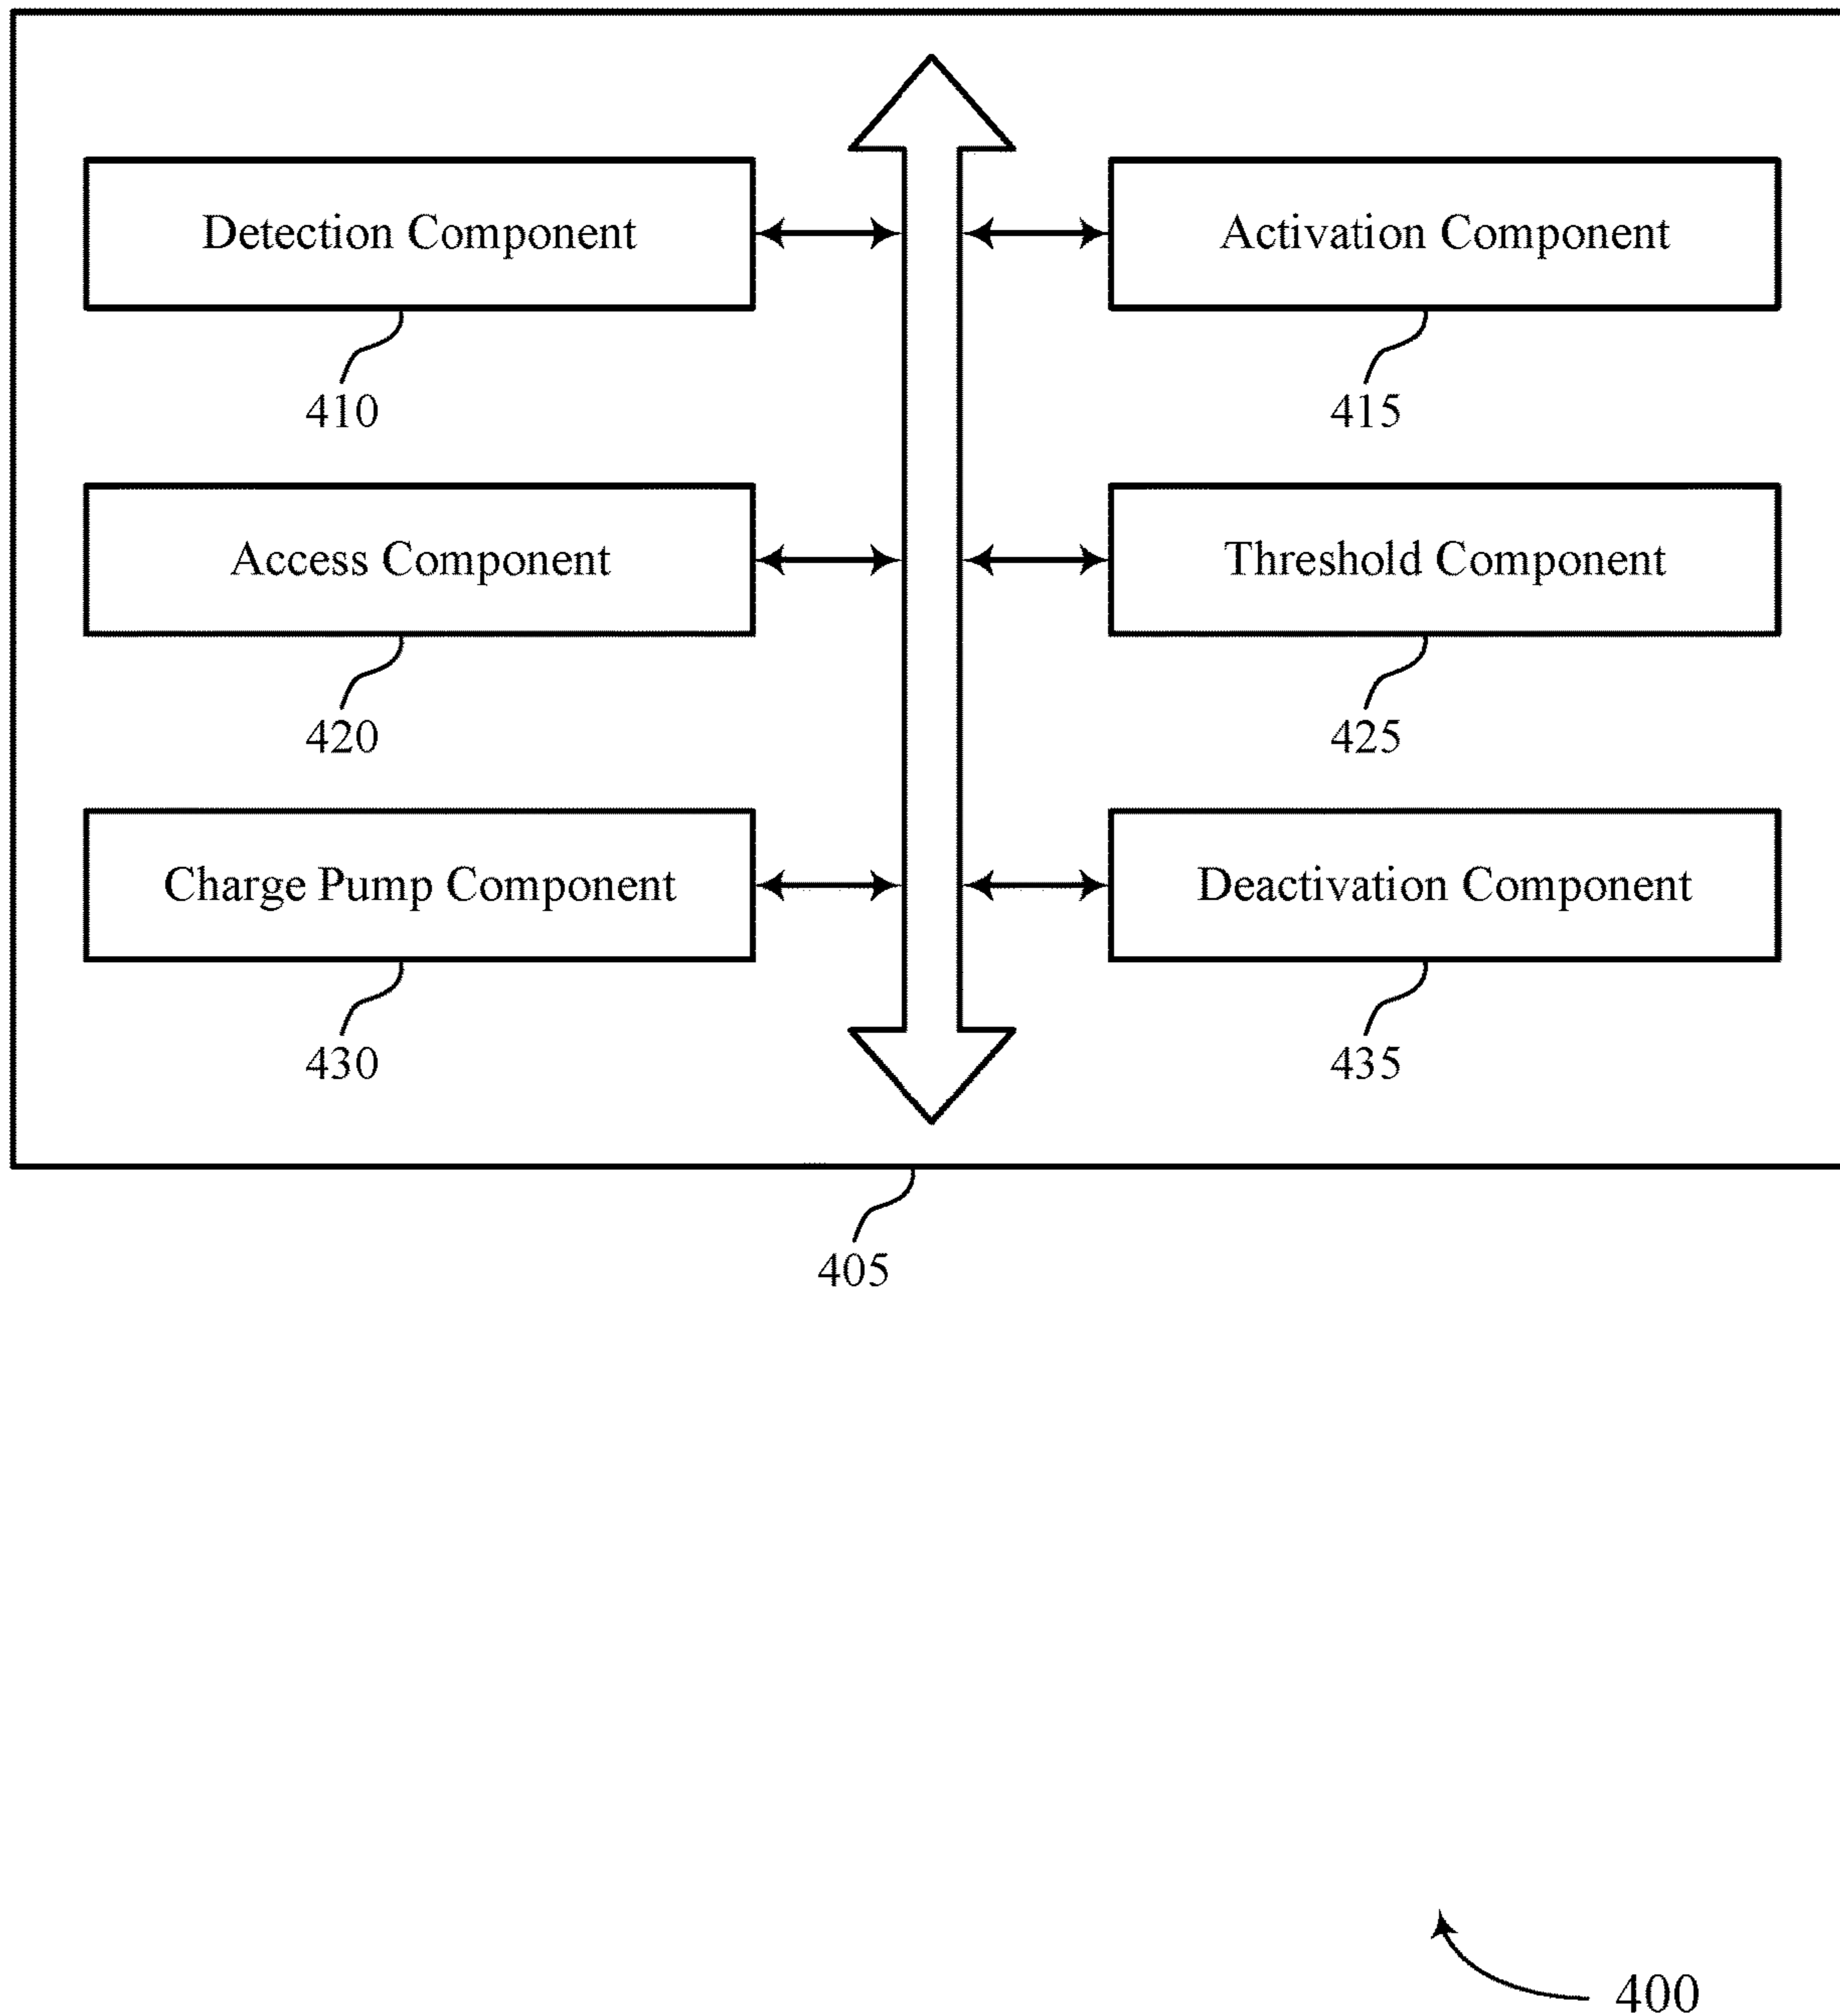 Detection Component
Activation Component
410
415
Access Component
Threshold Component
420
425
Charge Pump Component
Deactivation Component
430
435
405
400